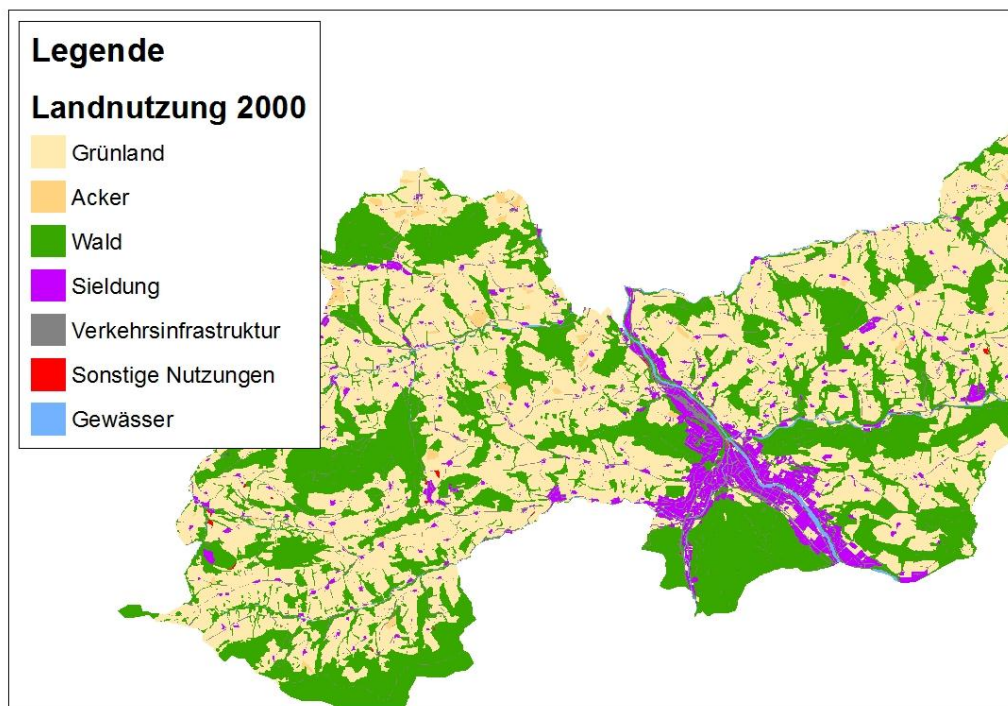 Legende
Landnutzung 2000
Grünland
Acker
Wald
Sieldung
Verkehrsinfrastruktur
Sonstige Nutzungen
Gewässer